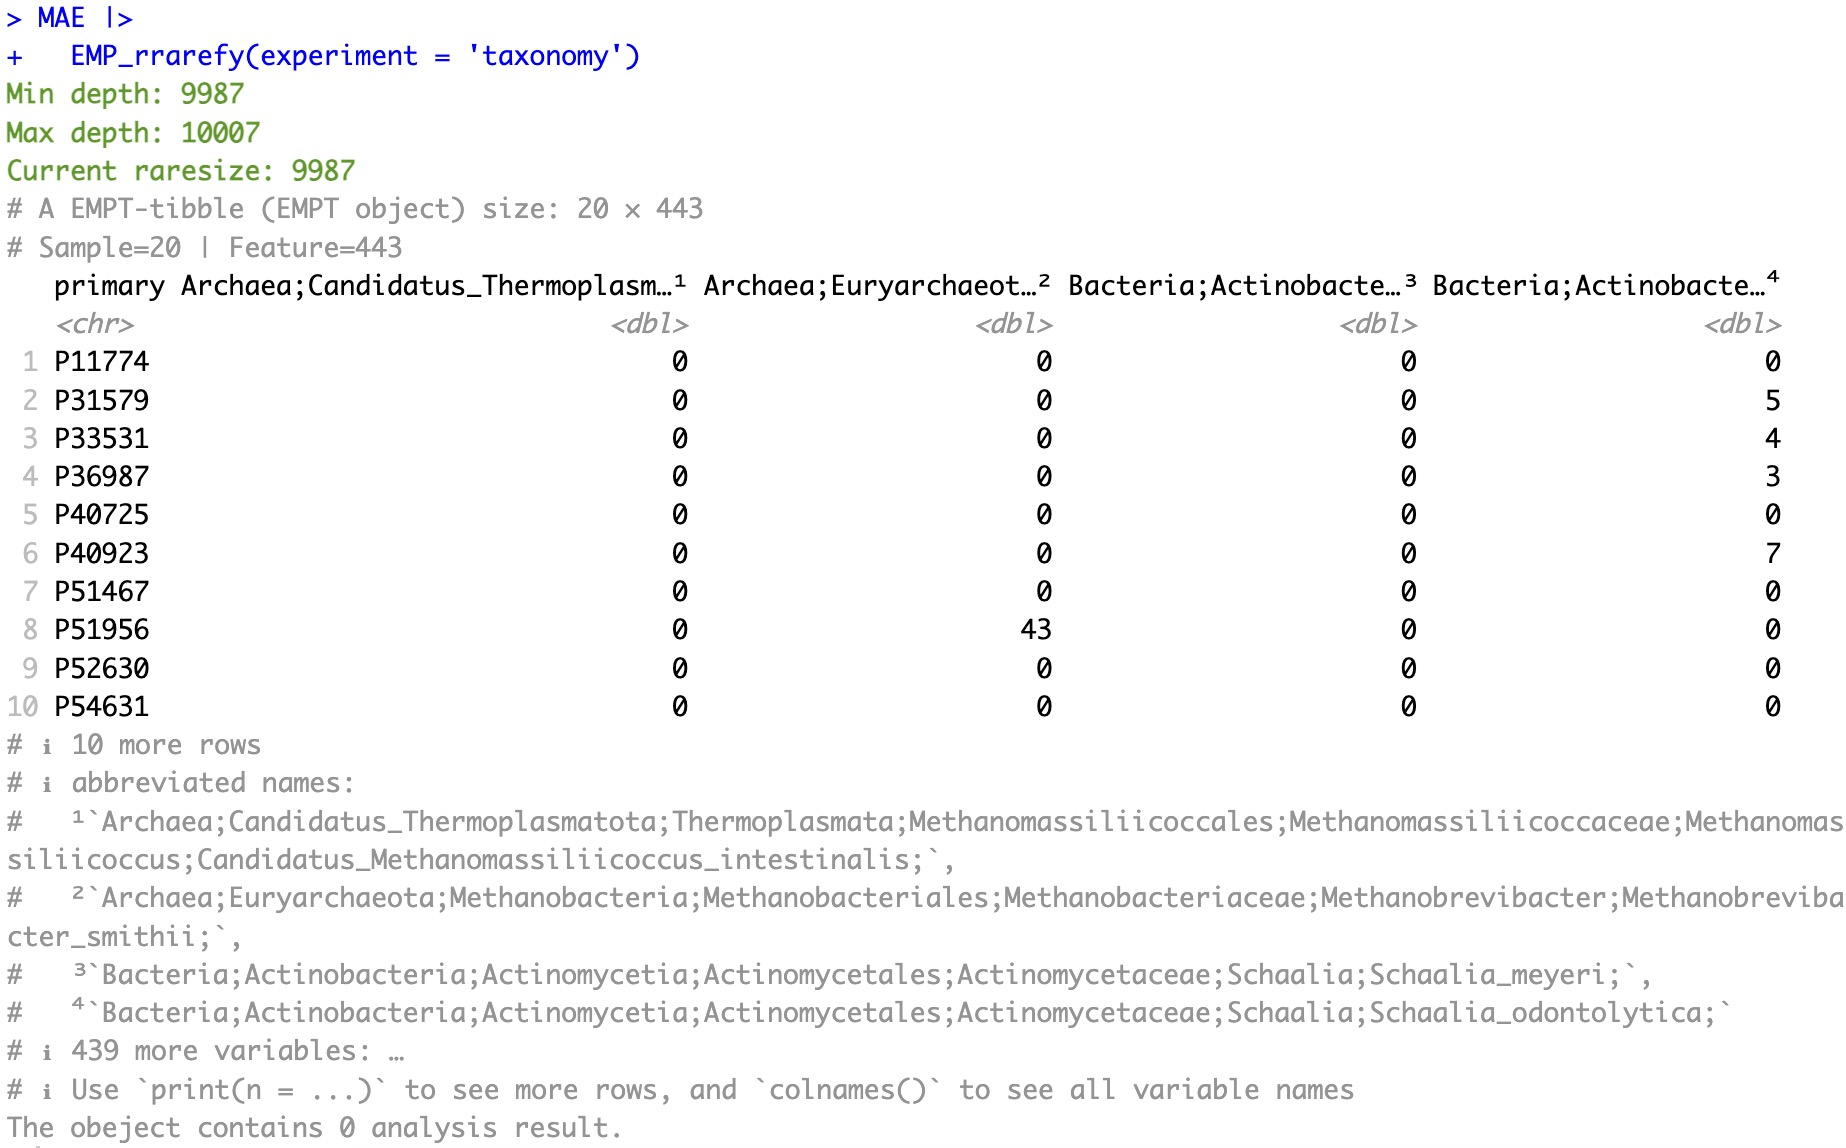 > MAE |>
+   EMP_rrarefy(experiment = 'taxonomy')
Min depth: 9987
Max depth: 10007
Current raresize: 9987
# A EMPT-tibble (EMPT object) size: 20 × 443
# Sample=20 | Feature=443
   primary Archaea;Candidatus_Thermoplasm…¹ Archaea;Euryarchaeot…² Bacteria;Actinobacte…³ Bacteria;Actinobacte…⁴
   <chr>                              <dbl>                  <dbl>                  <dbl>                  <dbl>
 1 P11774                                 0                      0                      0                      0
 2 P31579                                 0                      0                      0                      5
 3 P33531                                 0                      0                      0                      4
 4 P36987                                 0                      0                      0                      3
 5 P40725                                 0                      0                      0                      0
 6 P40923                                 0                      0                      0                      7
 7 P51467                                 0                      0                      0                      0
 8 P51956                                 0                     43                      0                      0
 9 P52630                                 0                      0                      0                      0
10 P54631                                 0                      0                      0                      0
# ℹ 10 more rows
# ℹ abbreviated names:
#   ¹`Archaea;Candidatus_Thermoplasmatota;Thermoplasmata;Methanomassiliicoccales;Methanomassiliicoccaceae;Methanomas
siliicoccus;Candidatus_Methanomassiliicoccus_intestinalis;`,
#   ²`Archaea;Euryarchaeota;Methanobacteria;Methanobacteriales;Methanobacteriaceae;Methanobrevibacter;Methanobreviba
cter_smithii;`,
#   ³`Bacteria;Actinobacteria;Actinomycetia;Actinomycetales;Actinomycetaceae;Schaalia;Schaalia_meyeri;`,
#   ⁴`Bacteria;Actinobacteria;Actinomycetia;Actinomycetales;Actinomycetaceae;Schaalia;Schaalia_odontolytica;`
# ℹ 439 more variables: …
# ℹ Use `print(n = ...)` to see more rows, and `colnames()` to see all variable names
The obeject contains 0 analysis result.